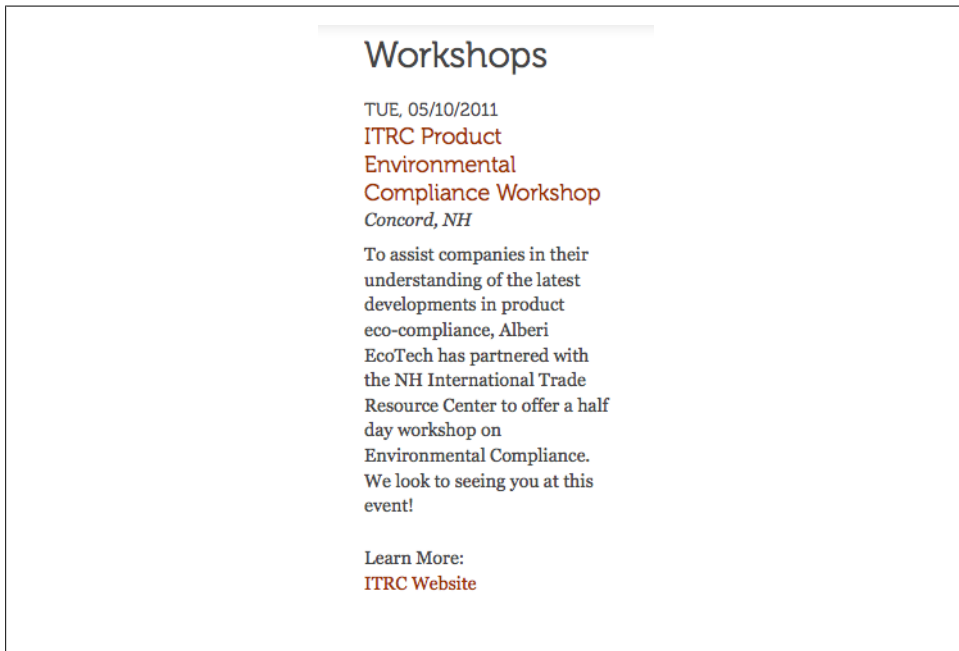 Workshops
TUE, 05/10/2011
ITRC Product
Environmental
Compliance Workshop
Concord, NH
To assist companies in their
understanding of the latest
developments in product
eco-compliance, Alberi
EcoTech has partnered with
the NH International Trade
Resource Center to offer a half
day workshop on
Environmental Compliance.
We look to seeing you at this
event!
Learn More:
ITRC Website